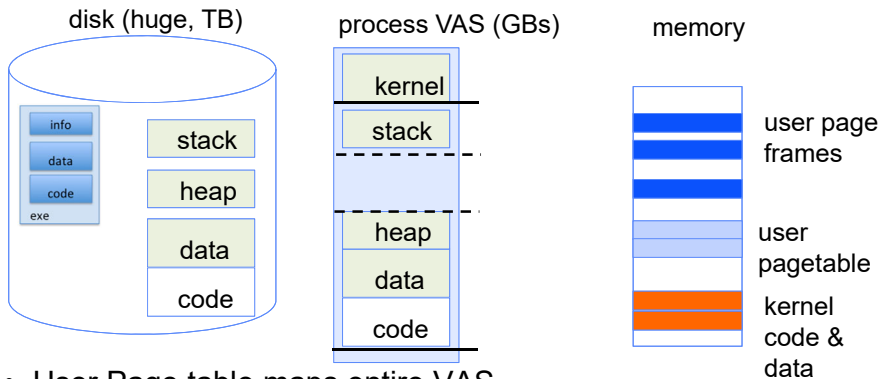 disk (huge, TB)
process VAS (GBs)
memory
info
data
code
exe
stack
heap
data
code
kernel
stack
heap
data
code
user page
frames
user
pagetable
kernel
code &
data